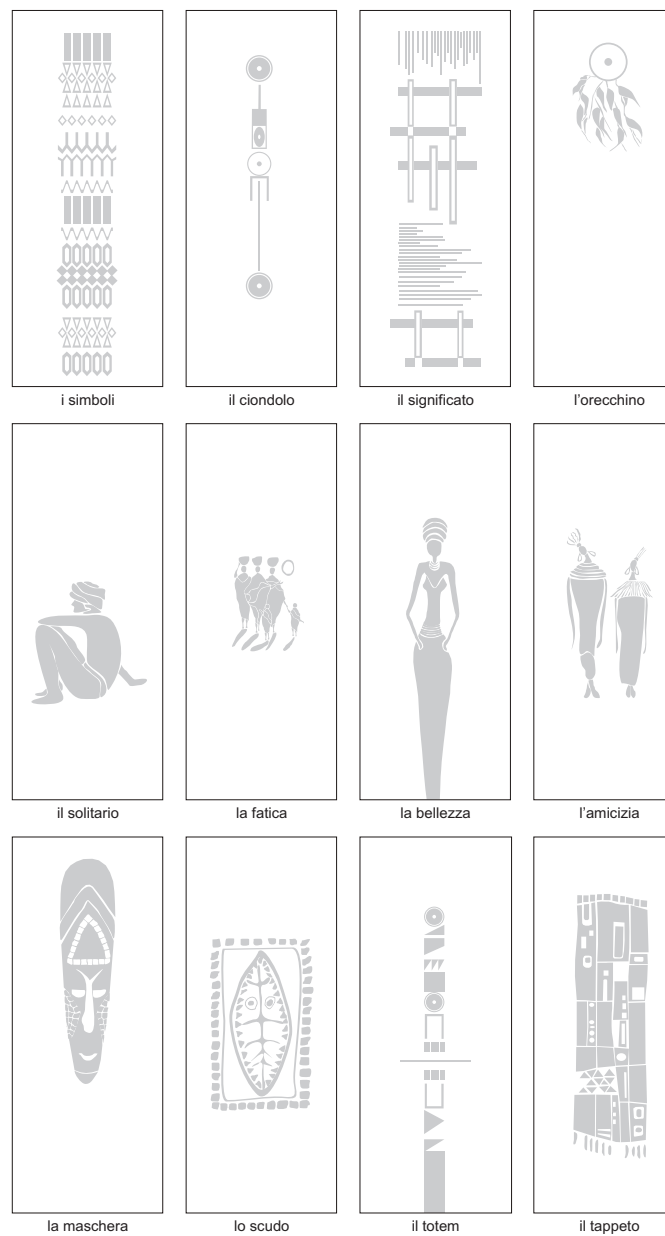 i simboli
il ciondolo
il significato
l'orecchino
il solitario
la fatica
la bellezza
l'amicizia
la maschera
lo scudo
il totem
il tappeto